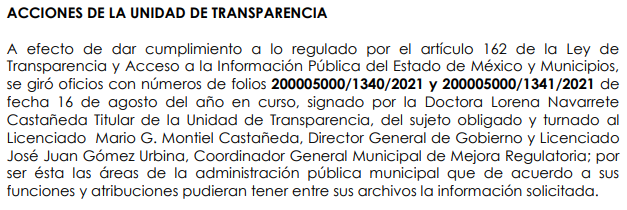 ACCIONES DE LA UNIDAD DE TRANSPARENCIA
A efecto de dar cumplimiento a lo regulado por el artículo 162 de la Ley de
Transparencia y Acceso a la Información Pública del Estado de México y Municipios,
se giró oficios con números de folios 200005000/1340/2021 y 200005000/1341/2021 de
fecha 16 de agosto del año en curso, signado por la Doctora Lorena Navarrete
Castañeda Titular de la Unidad de Transparencia, del sujeto obligado y turnado al
Licenciado Mario G. Montiel Castañeda, Director General de Gobierno y Licenciado
José Juan Gómez Urbina, Coordinador General Municipal de Mejora Regulatoria; por
ser ésta las áreas de la administración pública municipal que de acuerdo a sus
funciones y atribuciones pudieran tener entre sus archivos la información solicitada.